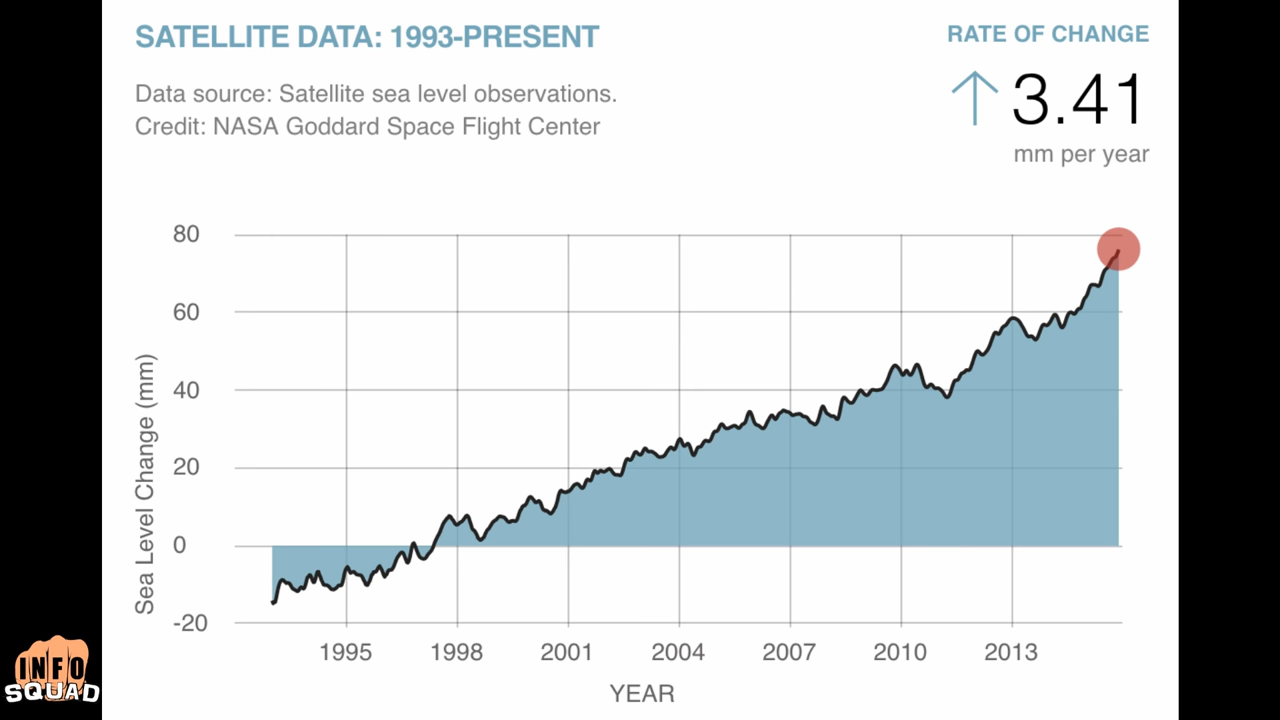 SATELLITE DATA: 1993-PRESENT
RATE OF CHANGE
Data source: Satellite sea level observations.
Credit: NASA Goddard Space Flight Center
↑ 3.41
mm per year
80
60
40
20
0
-20
Sea Level Change (mm)
1995 1998 2001 2004 2007 2010 2013
YEAR
INFO
SQUAD